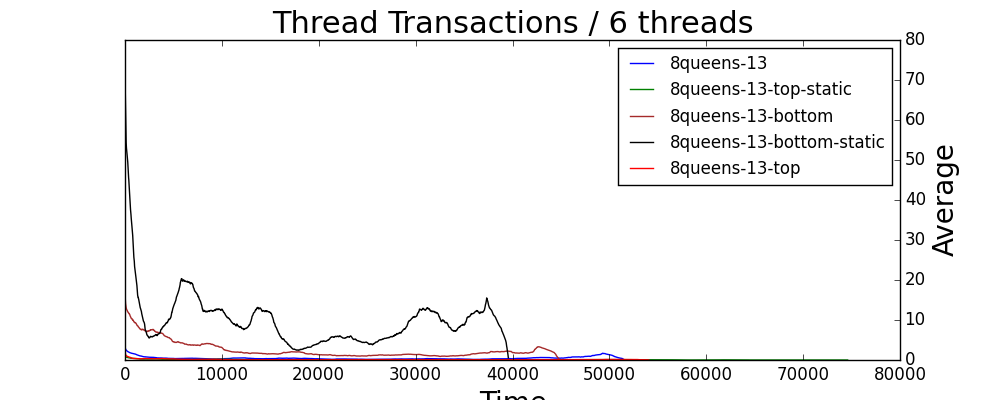 Thread Transactions / 6 threads
8queens-13
8queens-13-top-static
8queens-13-bottom
8queens-13-bottom-static
8queens-13-top
80
70
60
50
40
30
20
10
0
Average
0 10000 20000 30000 40000 50000 60000 70000 80000
Time